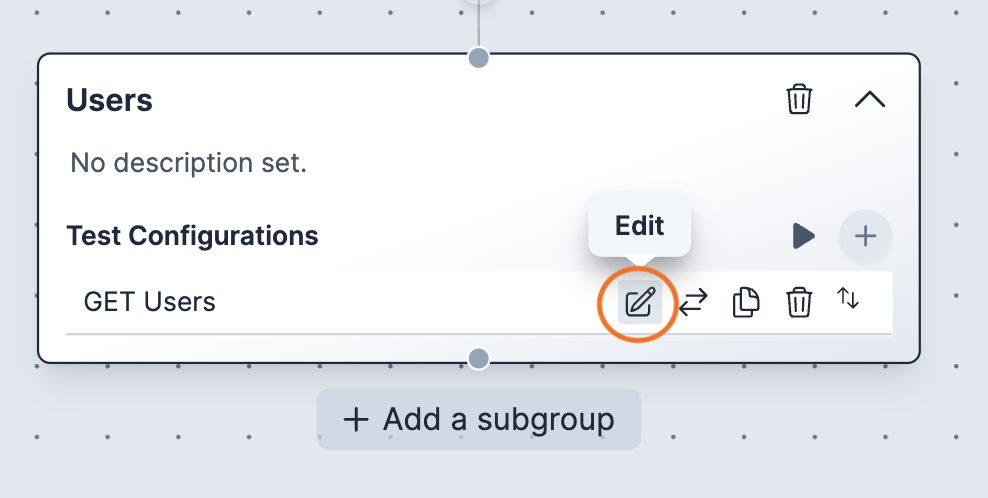 Users
No description set.
Edit
Test Configurations
GET Users
Add a subgroup